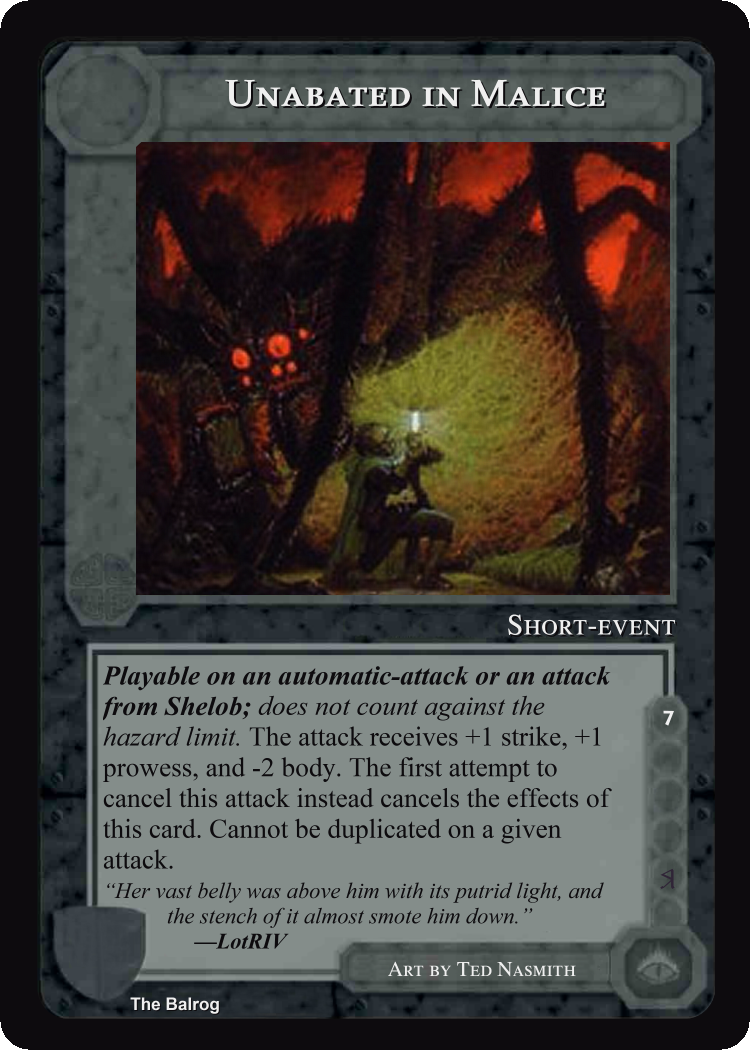 Unabated in Malice
Short-event
Playable on an automatic-attack or an attack
from Shelob; does not count against the
hazard limit. The attack receives +1 strike, +1
prowess, and -2 body. The first attempt to
cancel this attack instead cancels the effects of
this card. Cannot be duplicated on a given
attack.
7
“Her vast belly was above him with its putrid light, and
the stench of it almost smote him down.”
—LotRIV
Art by Ted Nasmith
The Balrog